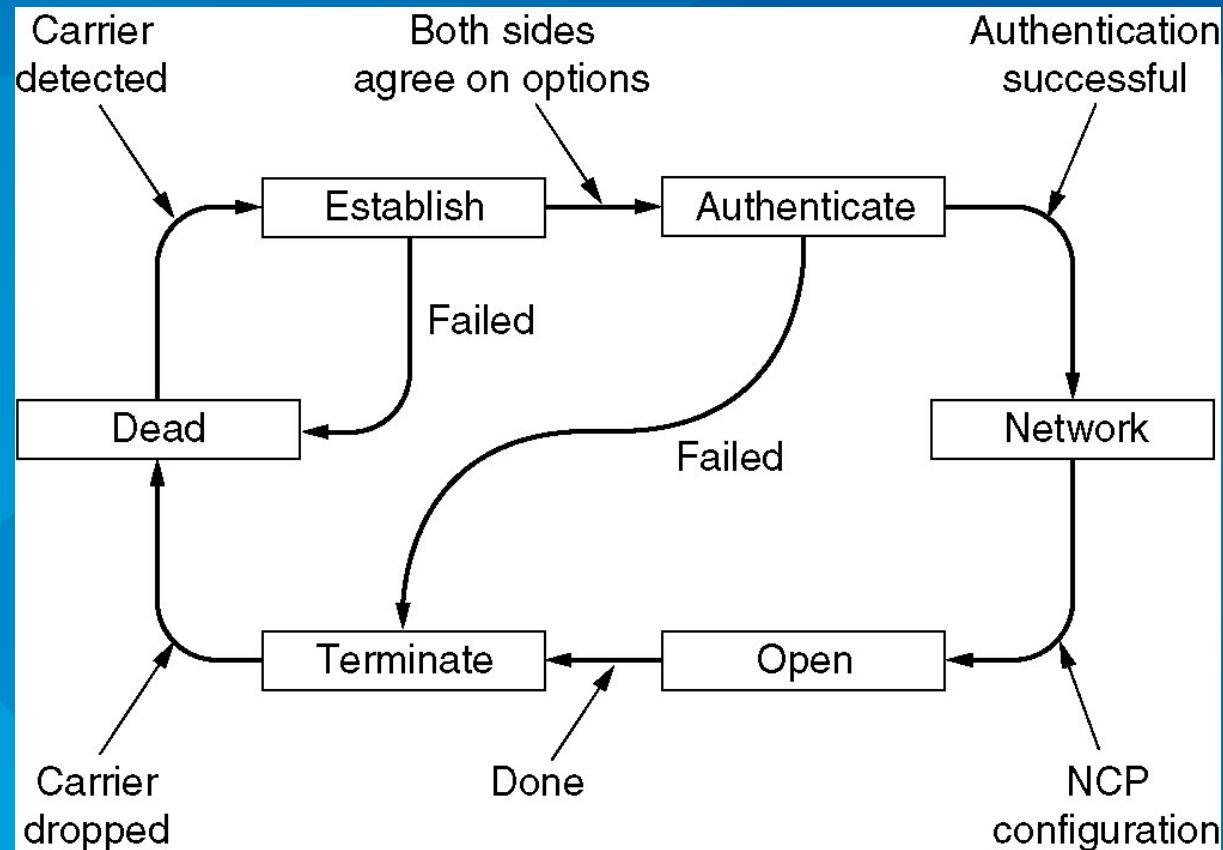 Carrier
detected
Both sides
agree on options
Authentication
successful
Establish
Authenticate
Failed
Dead
Network
Failed
Terminate
Open
Carrier
dropped
Done
NCP
configuration